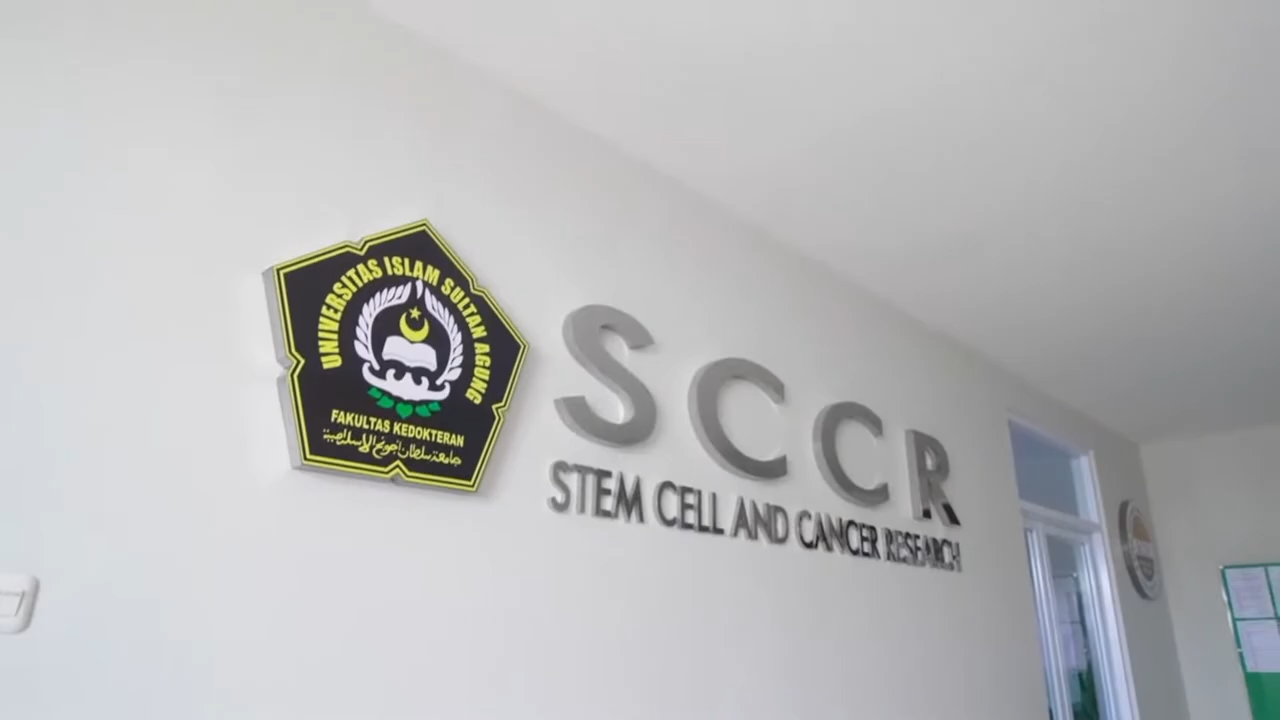 UNIVERSITAS ISLAM SULTAN AGUNG
FAKULTAS KEDOKTERAN
جامعة سلطان أجونج الإسلامية
SCCR
STEM CELL AND CANCER RESEARCH